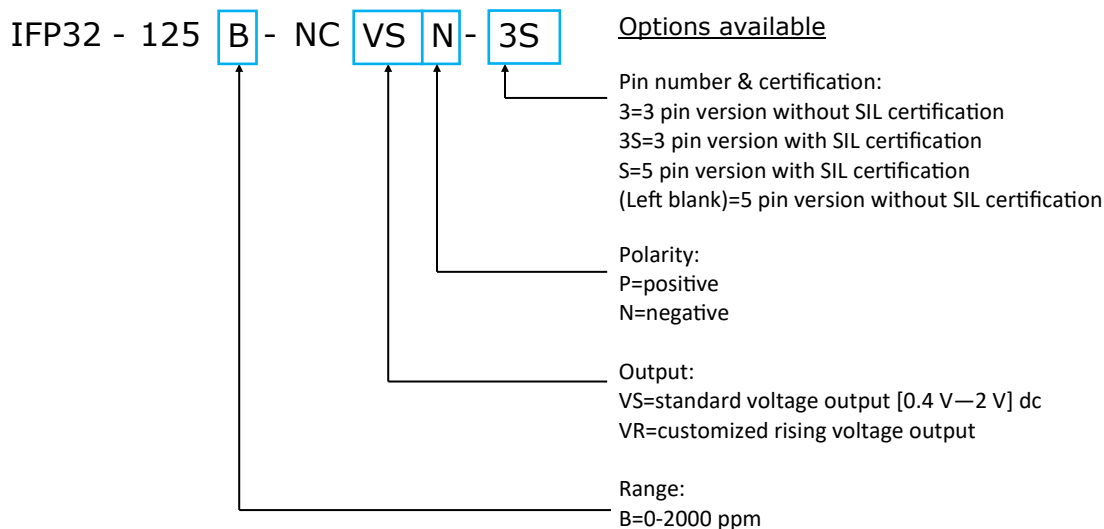 IFP32 - 125 B - NC VS N - 3S
Options available
Pin number & certification:
3=3 pin version without SIL certification
3S=3 pin version with SIL certification
S=5 pin version with SIL certification
(Left blank)=5 pin version without SIL certification
Polarity:
P=positive
N=negative
Output:
VS=standard voltage output [0.4 V—2 V] dc
VR=customized rising voltage output
Range:
B=0-2000 ppm